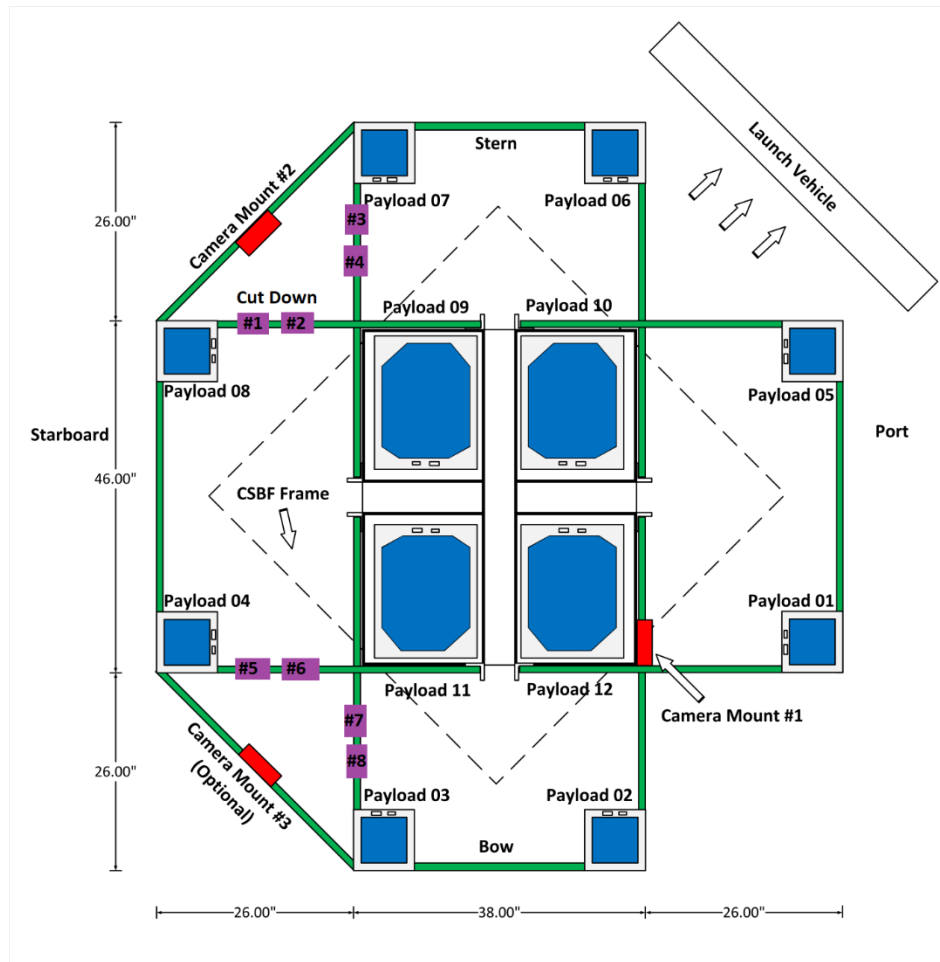 Launch Vehicle
Stern
Camera Mount #2
Payload 07
Payload 06
26.00"
#3
#4
Cut Down
Payload 09
Payload 10
#1
#2
Payload 08
Payload 05
Starboard
Port
46.00"
CSBF Frame
Payload 04
Payload 01
#5
#6
Payload 11
Payload 12
Camera Mount #1
#7
#8
Camera Mount #3
(Optional)
26.00"
Payload 03
Payload 02
Bow
26.00"
38.00"
26.00"